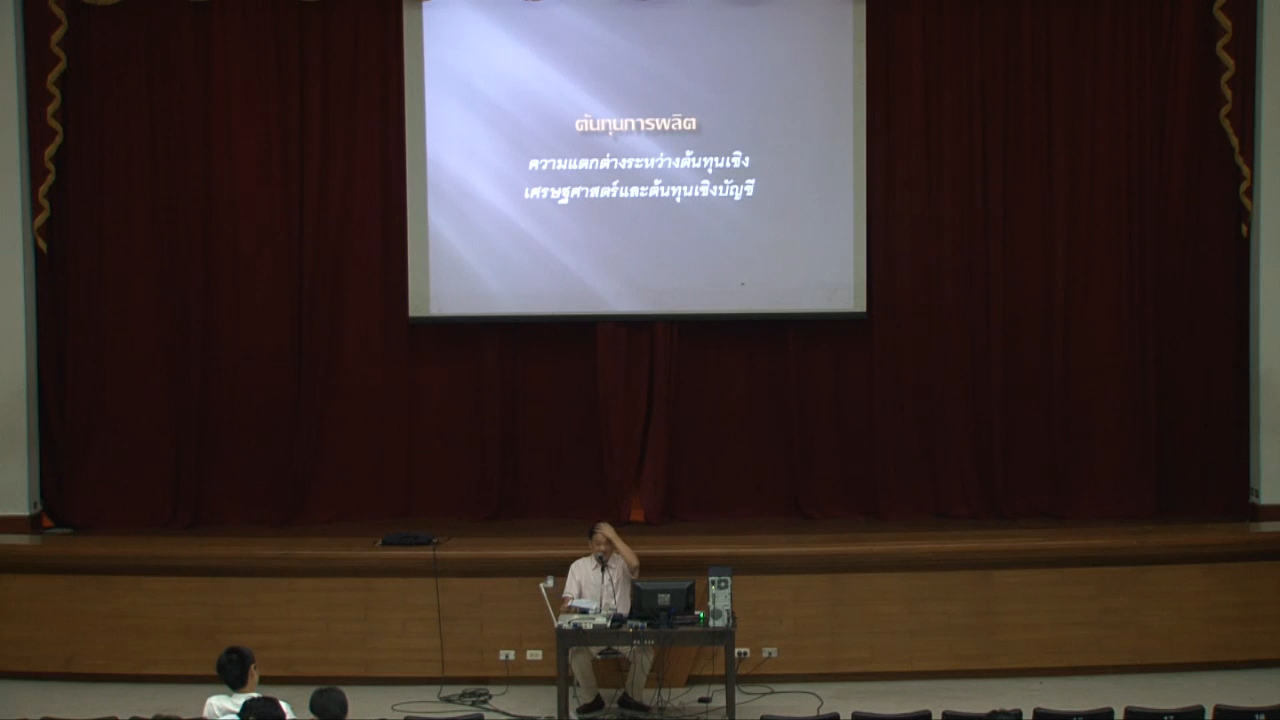 ต้นทุนการผลิต
ความแตกต่างระหว่างต้นทุนเชิง
เศรษฐศาสตร์และต้นทุนเชิงบัญชี